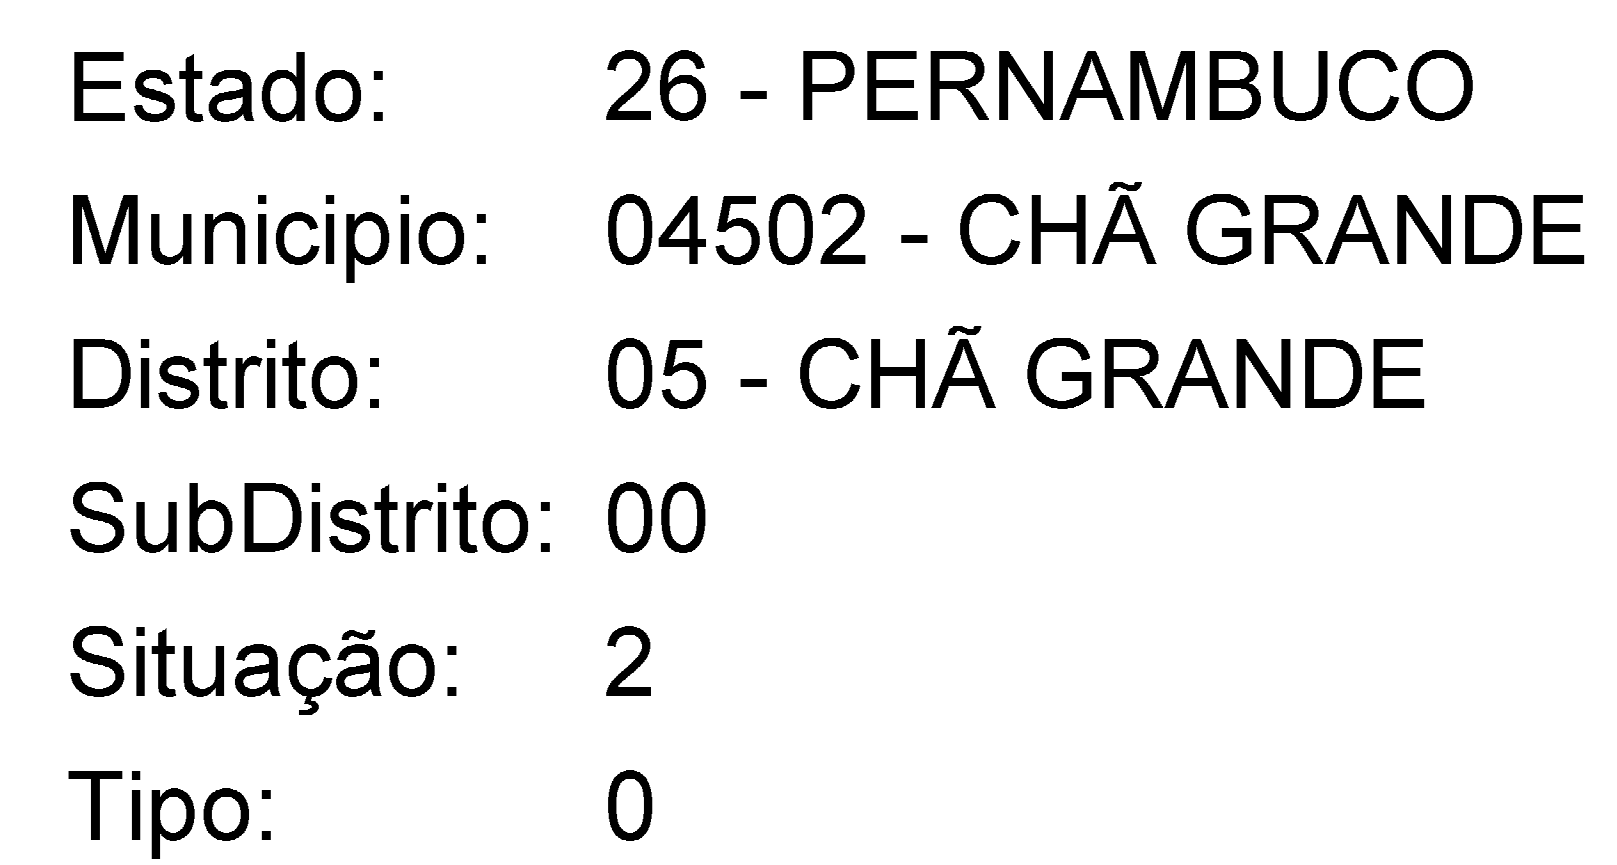 Estado: 26 - PERNAMBUCO
Municipio: 04502 - CHÃ GRANDE
Distrito: 05 - CHÃ GRANDE
SubDistrito: 00
Situação: 2
Tipo: 0